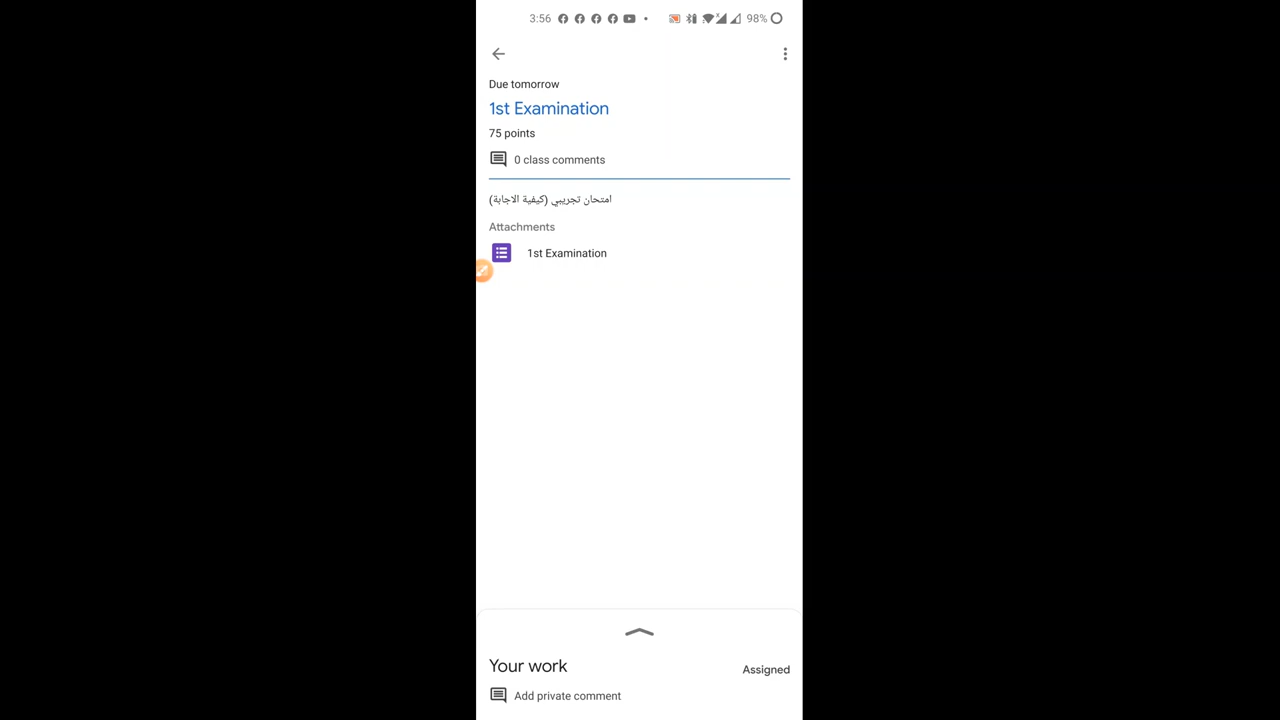 3:56
98%
Due tomorrow
1st Examination
75 points
0 class comments
امتحان تجريبي (كيفية الاجابة)
Attachments
1st Examination
Your work
Assigned
Add private comment